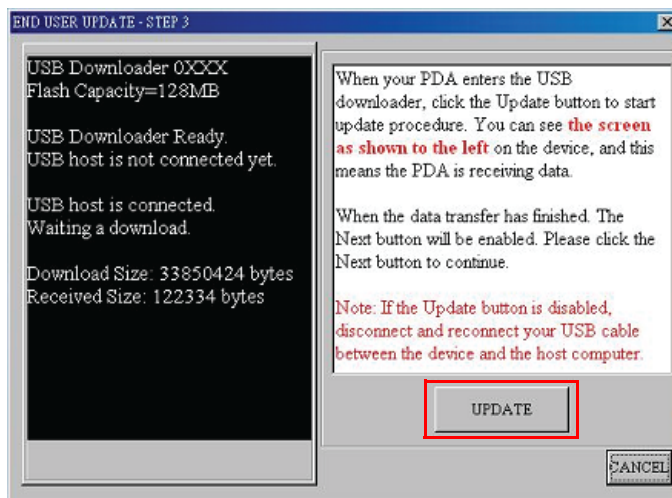 END USER UPDATE - STEP 3
USB Downloader 0XXX
Flash Capacity=128MB
USB Downloader Ready.
USB host is not connected yet.
USB host is connected.
Waiting a download.
Download Size: 33850424 bytes
Received Size: 122334 bytes
When your PDA enters the USB
downloader, click the Update button to start
update procedure. You can see the screen
as shown to the left on the device, and this
means the PDA is receiving data.
When the data transfer has finished. The
Next button will be enabled. Please click the
Next button to continue.
Note: If the Update button is disabled,
disconnect and reconnect your USB cable
between the device and the host computer.
UPDATE
CANCEL